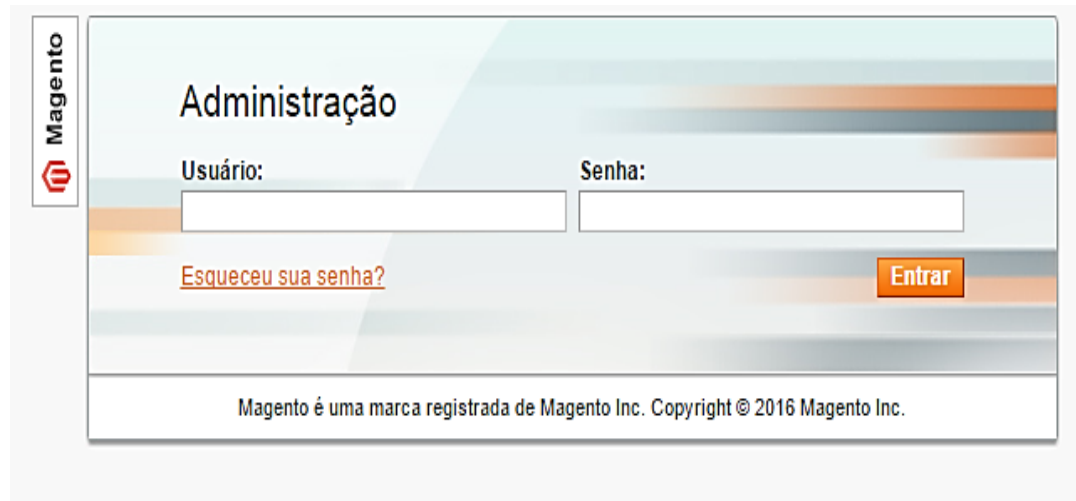 Magento
Administração
Usuário: Senha:
Esqueceu sua senha? Entrar
Magento é uma marca registrada de Magento Inc. Copyright © 2016 Magento Inc.